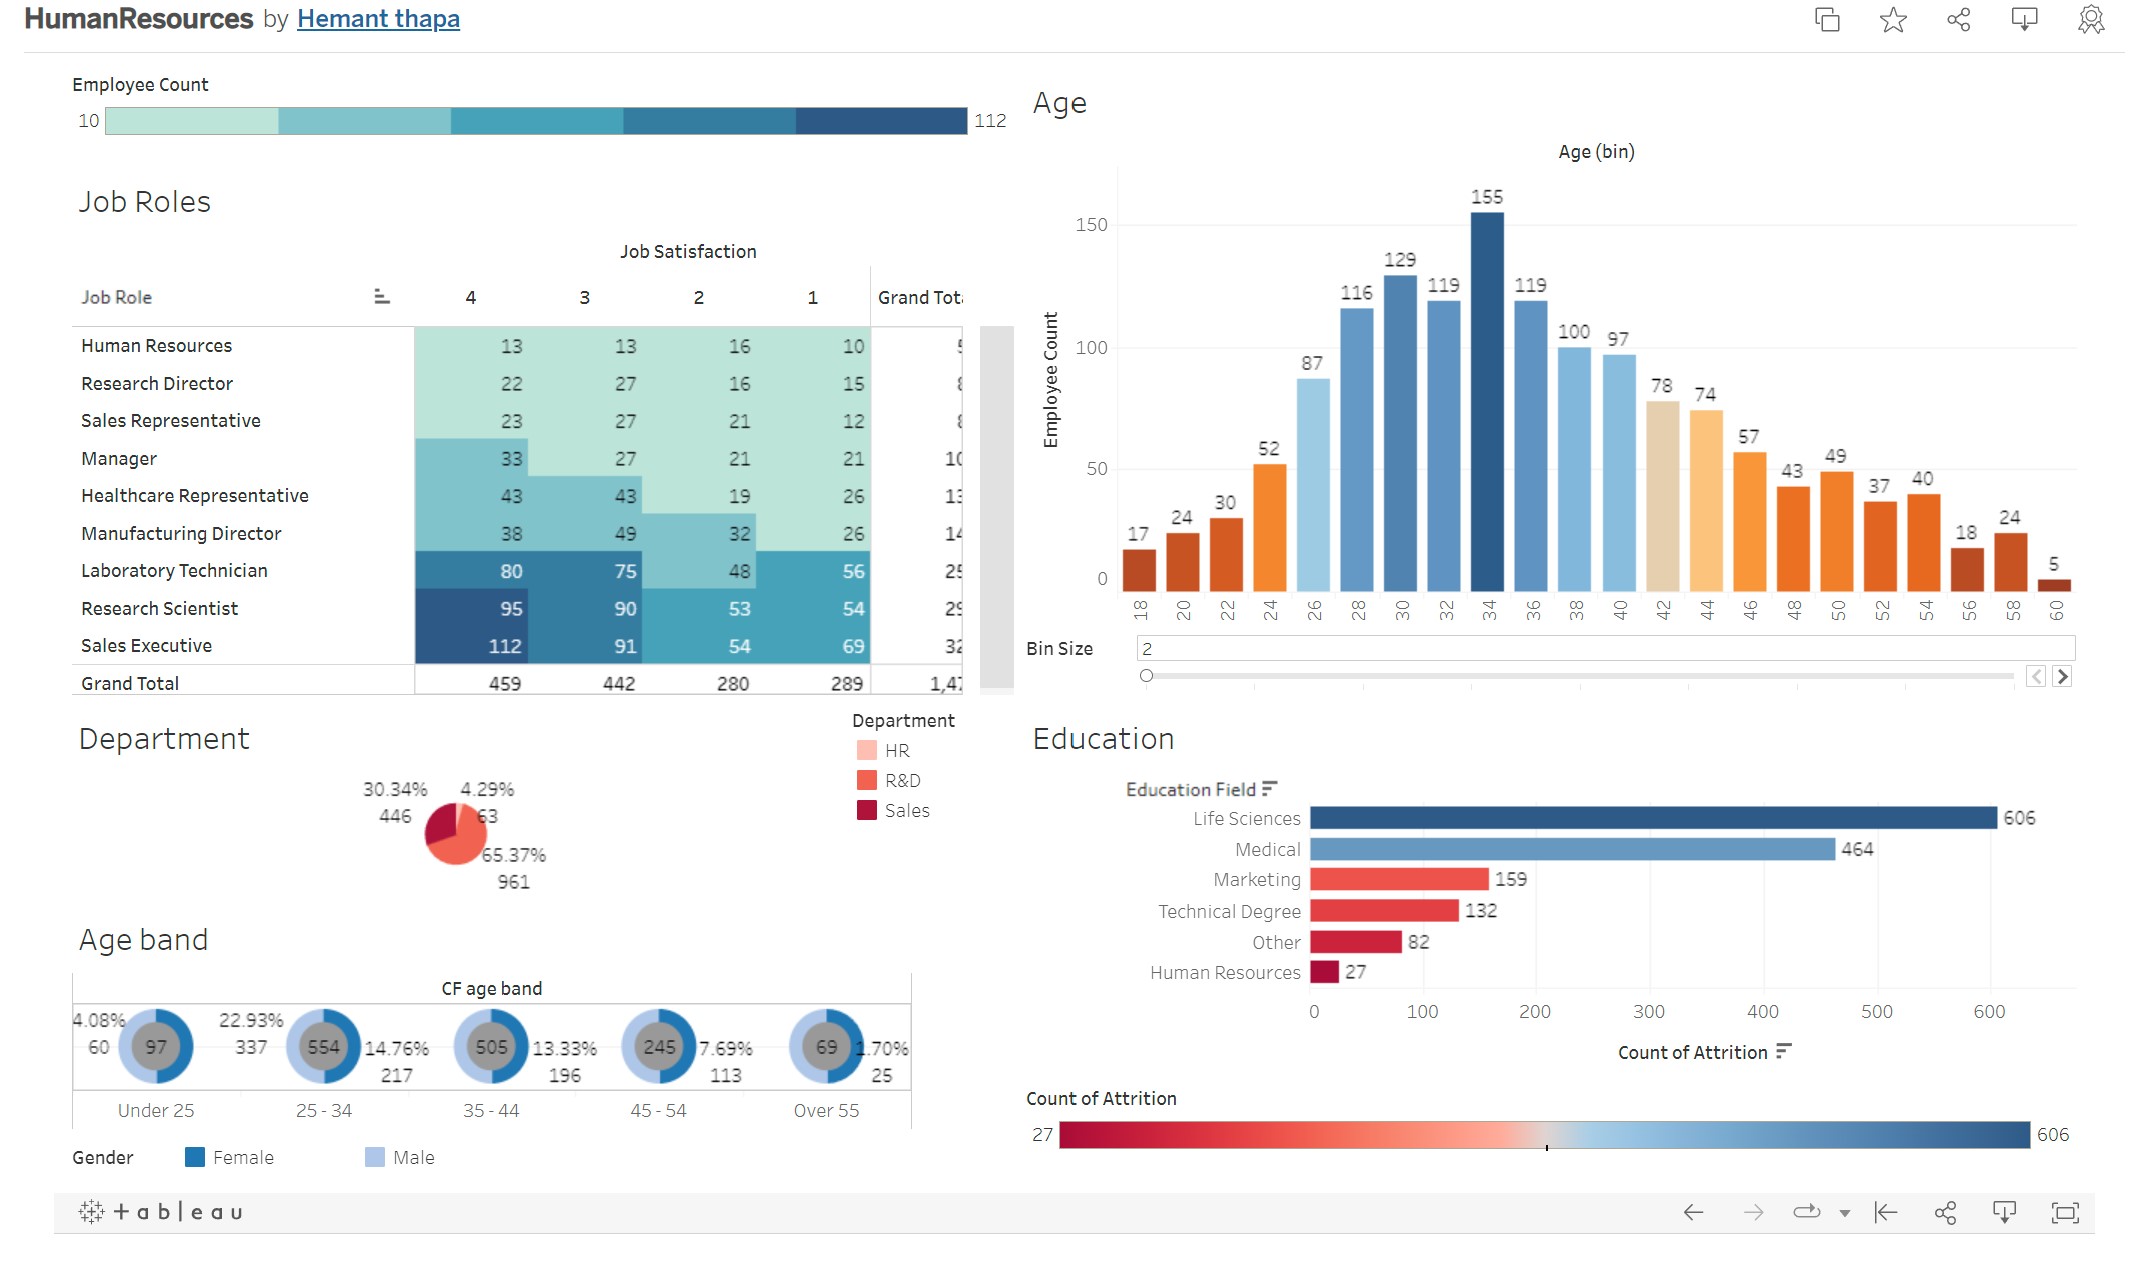 HumanResources by Hemant thapa
Employee Count
10 112
Job Roles
Job Satisfaction
Job Role 4 3 2 1 Grand Tot
Human Resources 13 13 16 10
Research Director 22 27 16 15
Sales Representative 23 27 21 12
Manager 33 27 21 21 10
Healthcare Representative 43 43 19 26 13
Manufacturing Director 38 49 32 26 14
Laboratory Technician 80 75 48 56 25
Research Scientist 95 90 53 54 29
Sales Executive 112 91 54 69 32
Grand Total 459 442 280 289 1,47
Department
30.34% 4.29%
446 63
65.37%
961
Department
HR
R&D
Sales
Age band
CF age band
4.08% 22.93%
60 97 337 554 14.76% 505 13.33% 245 7.69% 69 1.70%
217 196 113 25
Under 25 25 - 34 35 - 44 45 - 54 Over 55
Gender Female Male
Age
Age (bin)
Employee Count
150
100
50
0
17 24 30 52 87 116 129 119 155 119 100 97 78 74 57 43 49 37 40 18 24 5
18 20 22 24 26 28 30 32 34 36 38 40 42 44 46 48 50 52 54 56 58 60
Bin Size 2
Education
Education Field
Life Sciences 606
Medical 464
Marketing 159
Technical Degree 132
Other 82
Human Resources 27
0 100 200 300 400 500 600
Count of Attrition
Count of Attrition
27 606
+ a b | e a u